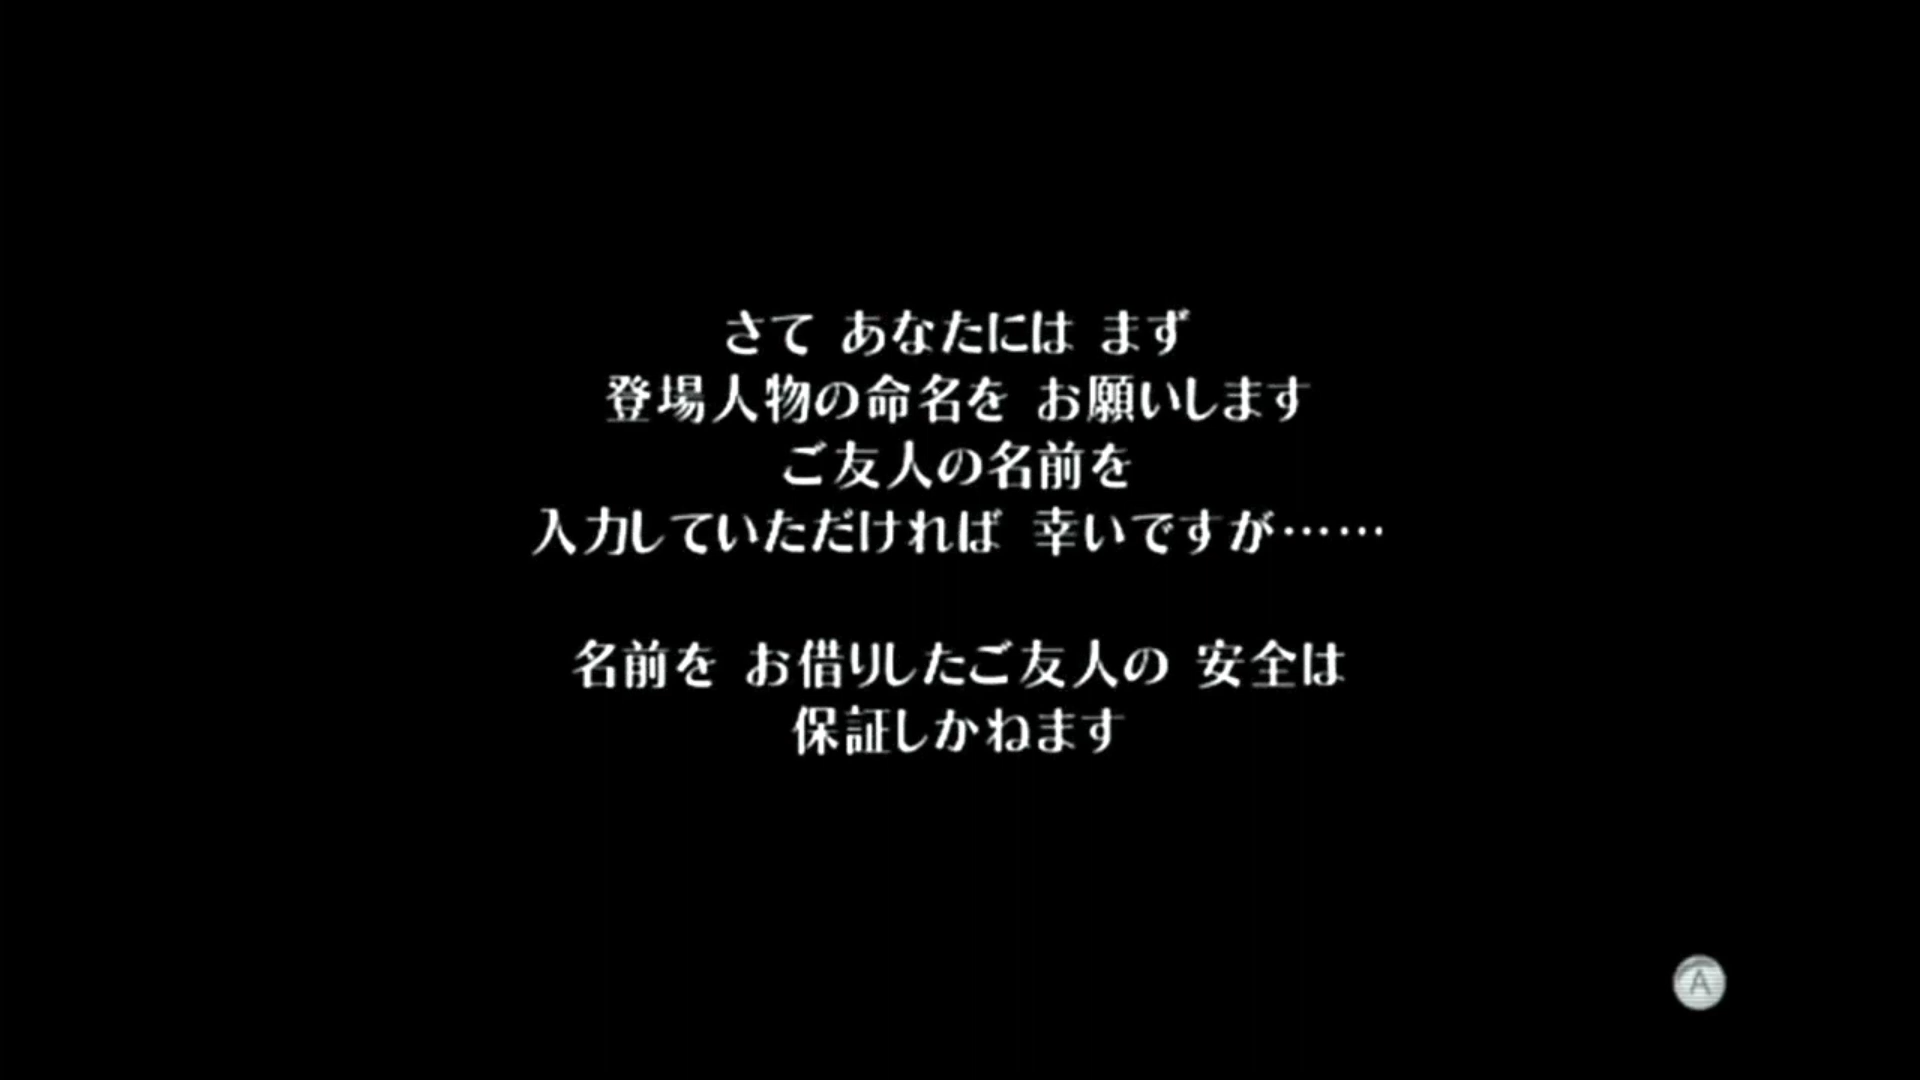 さて あなたには まず
登場人物の命名を お願いします
ご友人の名前を
入力していただければ 幸いですが……
名前を お借りしたご友人の 安全は
保証しかねます
A